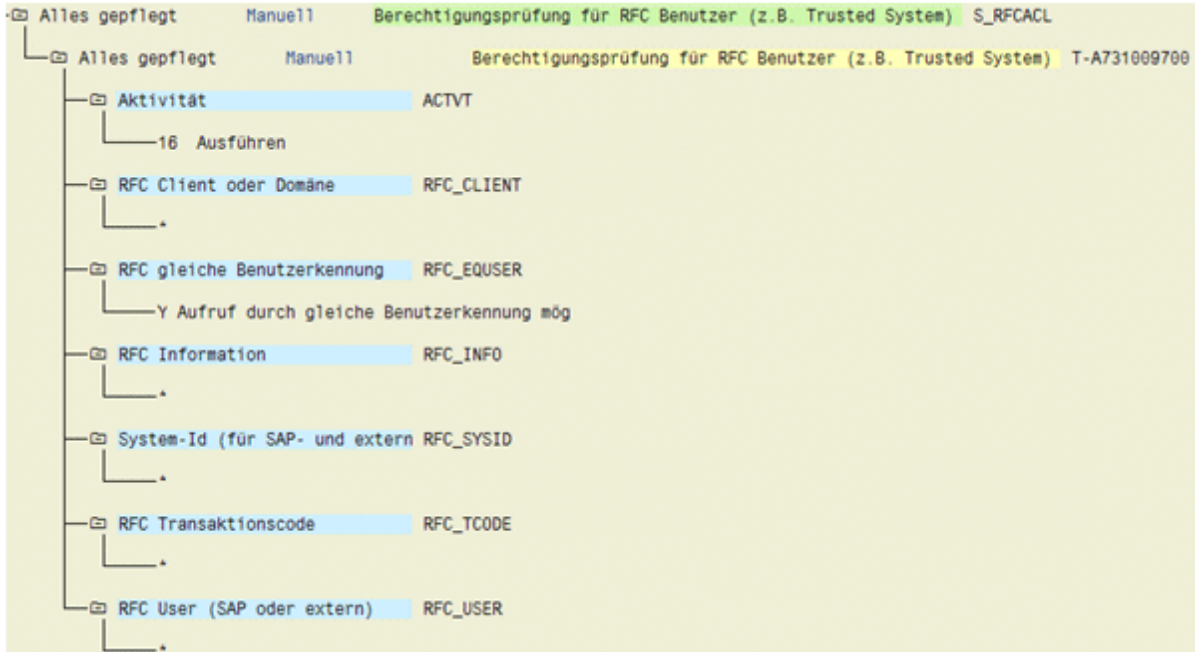 Alles gepflegt Manuell Berechtigungsprüfung für RFC Benutzer (z.B. Trusted System) S_RFCACL
Alles gepflegt Manuell Berechtigungsprüfung für RFC Benutzer (z.B. Trusted System) T-A731009700
Aktivität ACTVT
16 Ausführen
RFC Client oder Domäne RFC_CLIENT
*
RFC gleiche Benutzerkennung RFC_EQUSER
Y Aufruf durch gleiche Benutzerkennung mög
RFC Information RFC_INFO
*
System-Id (für SAP- und extern RFC_SYSID
*
RFC Transaktionscode RFC_TCODE
*
RFC User (SAP oder extern) RFC_USER
*